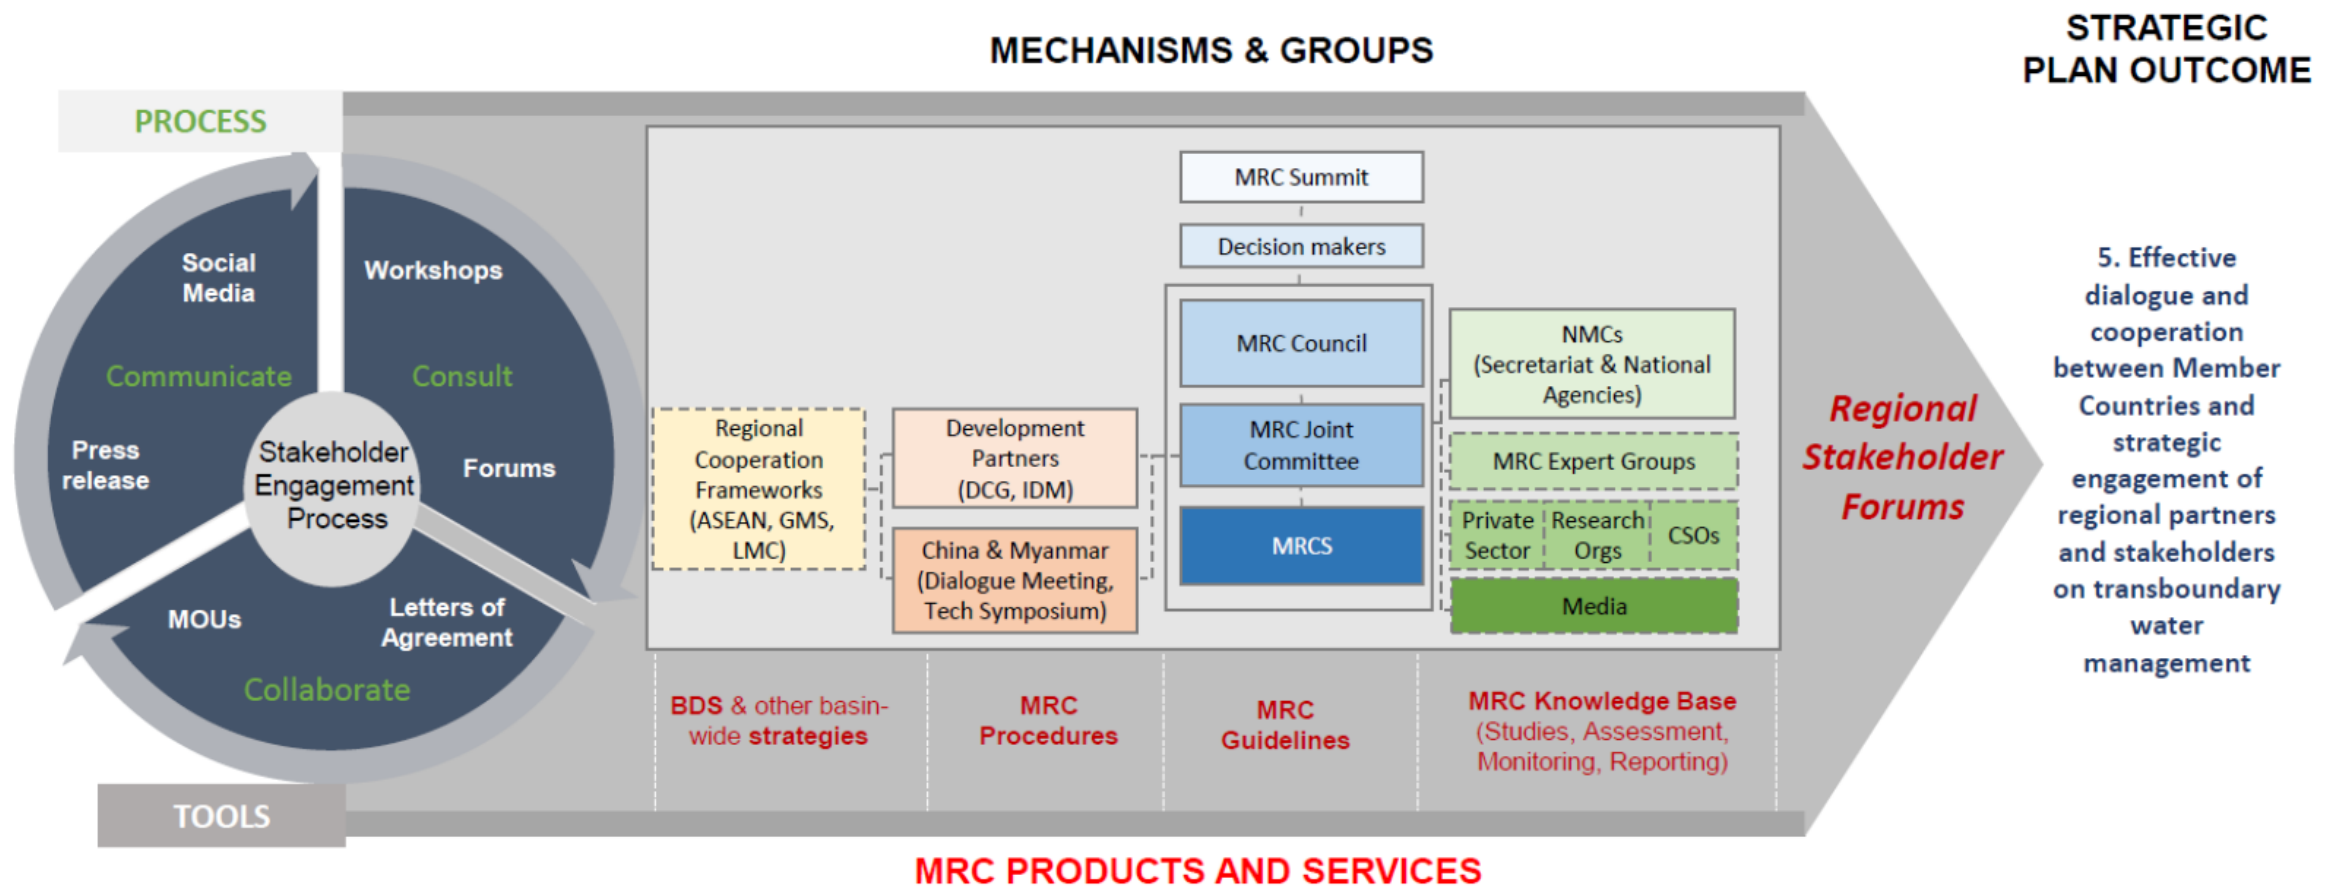 MECHANISMS & GROUPS
STRATEGIC
PLAN OUTCOME
PROCESS
Social
Media
Workshops
Communicate
Consult
Press
release
Stakeholder
Engagement
Process
Forums
MOUs
Letters of
Agreement
Collaborate
TOOLS
MRC Summit
Decision makers
MRC Council
MRC Joint
Committee
MRCS
Regional
Cooperation
Frameworks
(ASEAN, GMS,
LMC)
Development
Partners
(DCG, IDM)
China & Myanmar
(Dialogue Meeting,
Tech Symposium)
NMCs
(Secretariat & National
Agencies)
MRC Expert Groups
Private
Sector
Research
Orgs
CSOs
Media
BDS & other basin-
wide strategies
MRC
Procedures
MRC
Guidelines
MRC Knowledge Base
(Studies, Assessment,
Monitoring, Reporting)
Regional
Stakeholder
Forums
5. Effective
dialogue and
cooperation
between Member
Countries and
strategic
engagement of
regional partners
and stakeholders
on transboundary
water
management
MRC PRODUCTS AND SERVICES